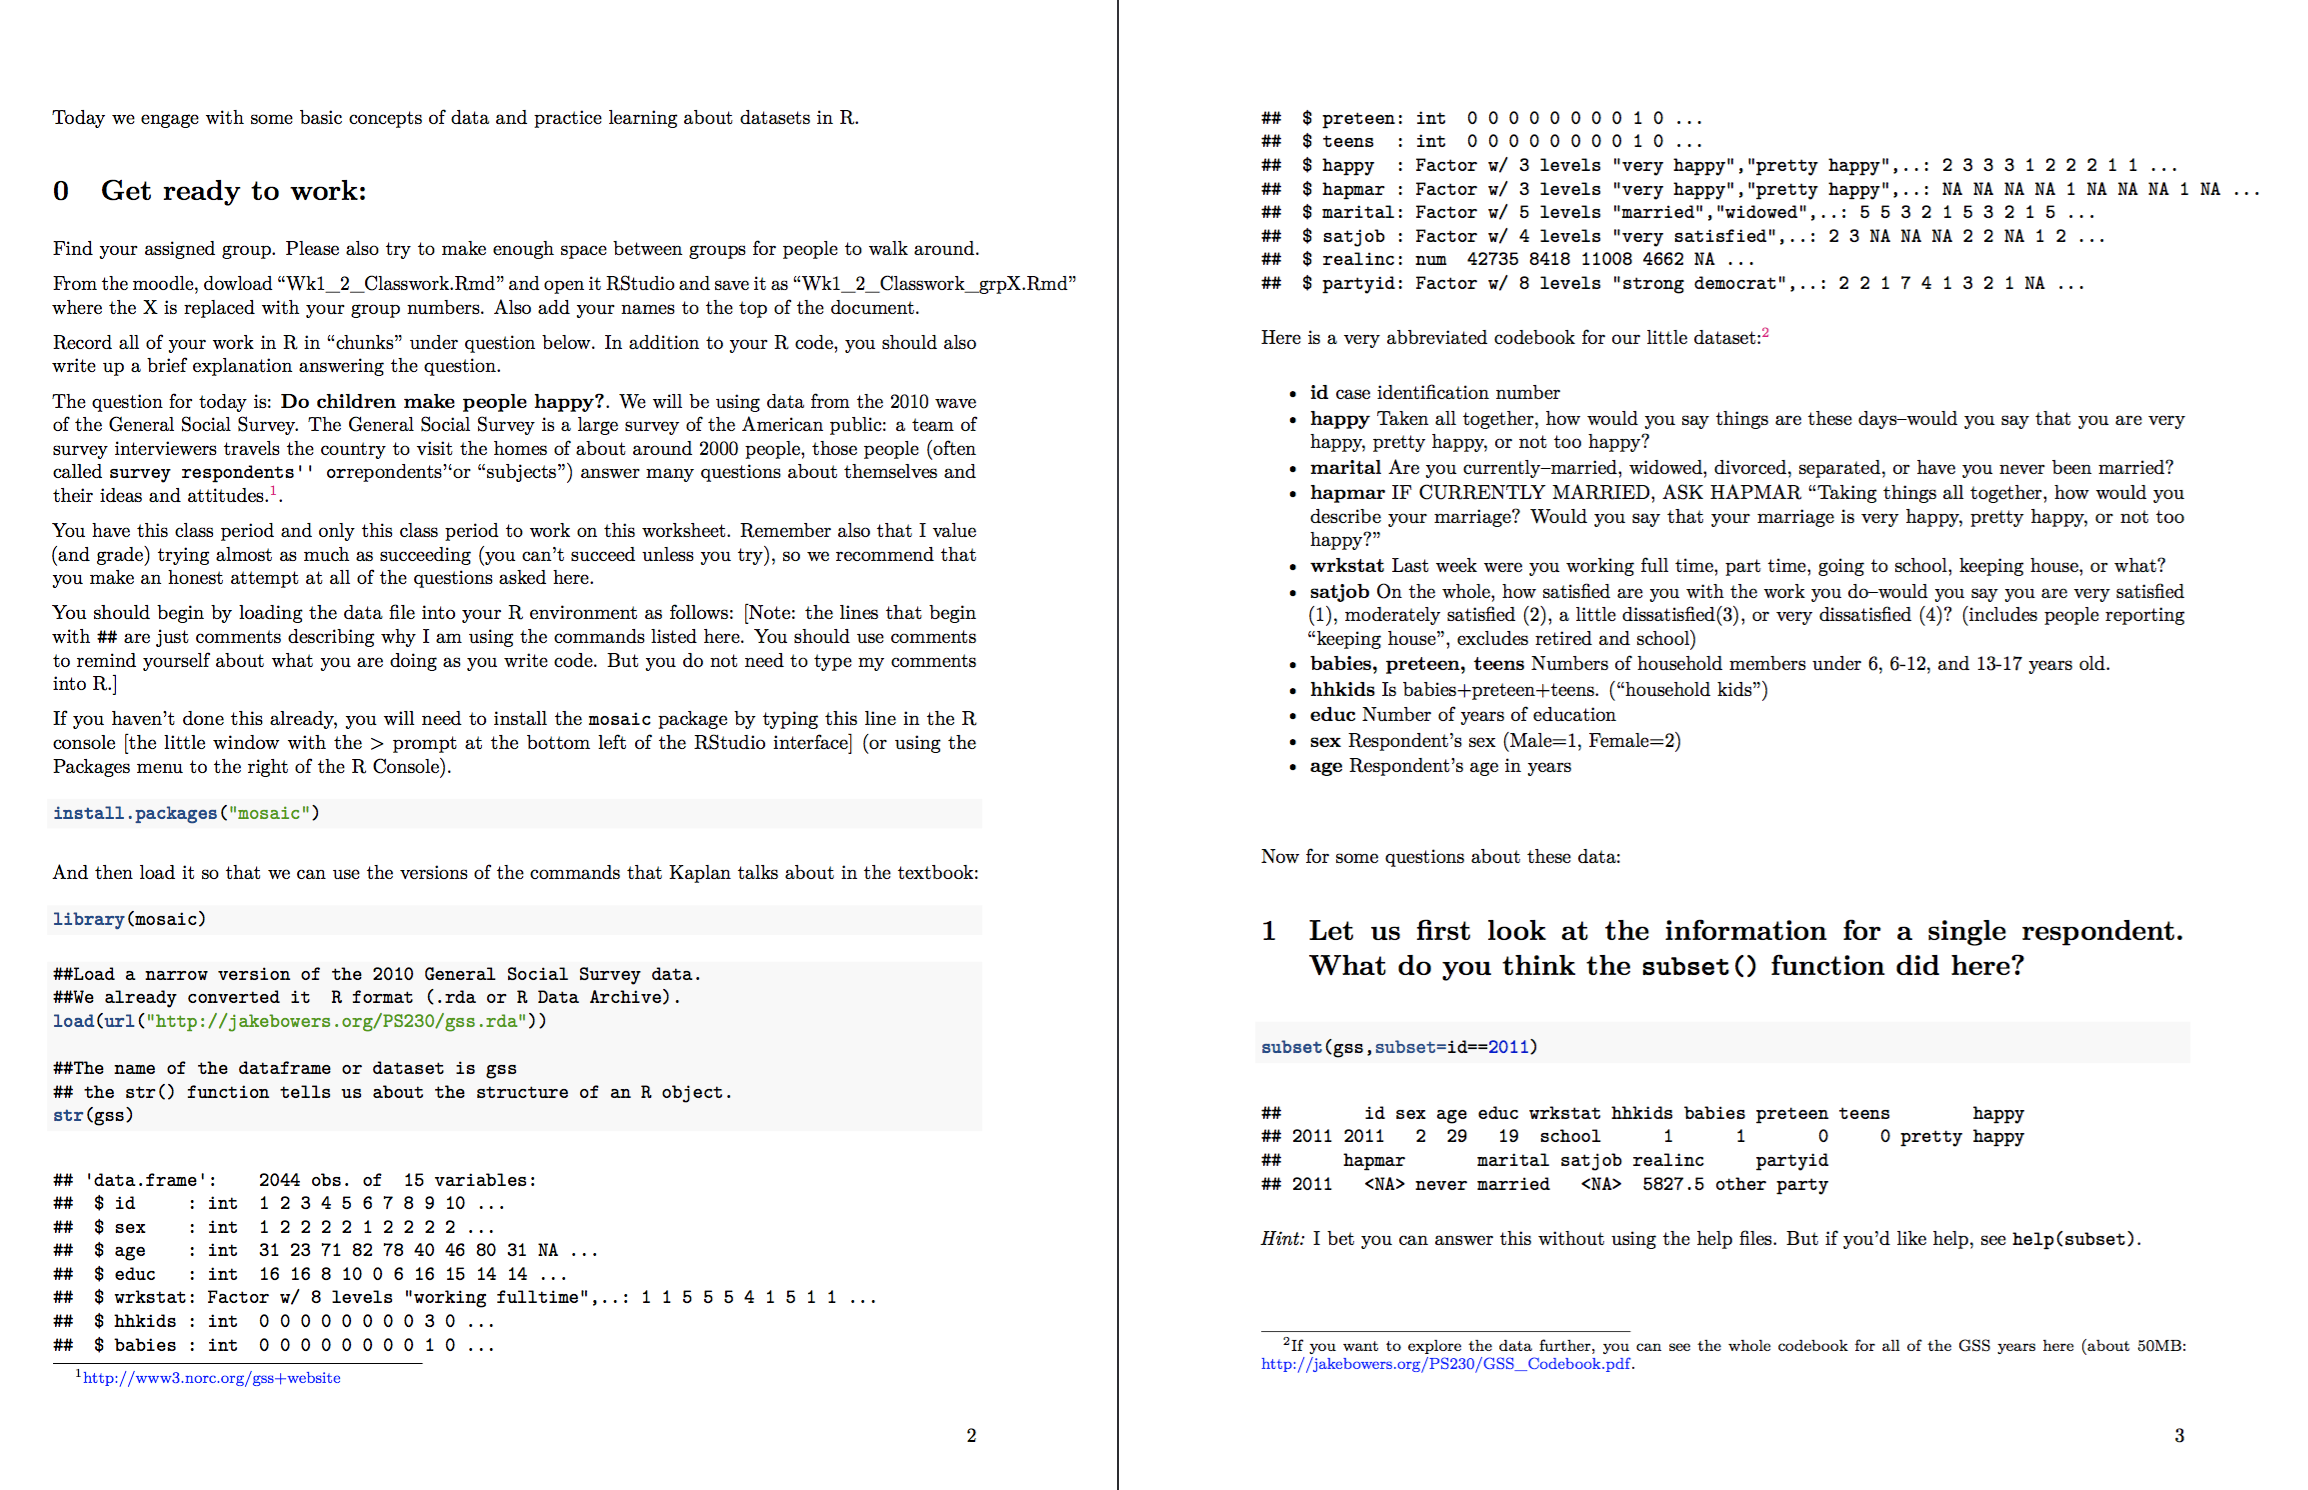 Today we engage with some basic concepts of data and practice learning about datasets in R.
0 Get ready to work:
Find your assigned group. Please also try to make enough space between groups for people to walk around.
From the moodle, dowload “Wk1_2_Classwork.Rmd” and open it RStudio and save it as “Wk1_2_Classwork_grpX.Rmd”
where the X is replaced with your group numbers. Also add your names to the top of the document.
Record all of your work in R in “chunks” under question below. In addition to your R code, you should also
write up a brief explanation answering the question.
The question for today is: Do children make people happy?. We will be using data from the 2010 wave
of the General Social Survey. The General Social Survey is a large survey of the American public: a team of
survey interviewers travels the country to visit the homes of about around 2000 people, those people (often
called survey respondents'' orrepondents’‘or “subjects”) answer many questions about themselves and
their ideas and attitudes.1.
You have this class period and only this class period to work on this worksheet. Remember also that I value
(and grade) trying almost as much as succeeding (you can’t succeed unless you try), so we recommend that
you make an honest attempt at all of the questions asked here.
You should begin by loading the data file into your R environment as follows: [Note: the lines that begin
with ## are just comments describing why I am using the commands listed here. You should use comments
to remind yourself about what you are doing as you write code. But you do not need to type my comments
into R.]
If you haven’t done this already, you will need to install the mosaic package by typing this line in the R
console [the little window with the > prompt at the bottom left of the RStudio interface] (or using the
Packages menu to the right of the R Console).
install.packages("mosaic")
And then load it so that we can use the versions of the commands that Kaplan talks about in the textbook:
library(mosaic)
##Load a narrow version of the 2010 General Social Survey data.
##We already converted it  R format (.rda or R Data Archive).
load(url("http://jakebowers.org/PS230/gss.rda"))
##The name of the dataframe or dataset is gss
## the str() function tells us about the structure of an R object.
str(gss)
## 'data.frame':    2044 obs. of  15 variables:
##  $ id     : int  1 2 3 4 5 6 7 8 9 10 ...
##  $ sex    : int  1 2 2 2 2 1 2 2 2 2 ...
##  $ age    : int  31 23 71 82 78 40 46 80 31 NA ...
##  $ educ   : int  16 16 8 10 0 6 16 15 14 14 ...
##  $ wrkstat: Factor w/ 8 levels "working fulltime",..: 1 1 5 5 5 4 1 5 1 1 ...
##  $ hhkids : int  0 0 0 0 0 0 0 0 3 0 ...
##  $ babies : int  0 0 0 0 0 0 0 0 1 0 ...
1http://www3.norc.org/gss+website
2
##  $ preteen: int  0 0 0 0 0 0 0 0 1 0 ...
##  $ teens  : int  0 0 0 0 0 0 0 0 1 0 ...
##  $ happy  : Factor w/ 3 levels "very happy","pretty happy",..: 2 3 3 3 1 2 2 2 1 1 ...
##  $ hapmar : Factor w/ 3 levels "very happy","pretty happy",..: NA NA NA NA 1 NA NA NA 1 NA ...
##  $ marital: Factor w/ 5 levels "married","widowed",..: 5 5 3 2 1 5 3 2 1 5 ...
##  $ satjob : Factor w/ 4 levels "very satisfied",..: 2 3 NA NA NA 2 2 NA 1 2 ...
##  $ realinc: num  42735 8418 11008 4662 NA ...
##  $ partyid: Factor w/ 8 levels "strong democrat",..: 2 2 1 7 4 1 3 2 1 NA ...
Here is a very abbreviated codebook for our little dataset:2
• id case identification number
• happy Taken all together, how would you say things are these days–would you say that you are very
happy, pretty happy, or not too happy?
• marital Are you currently–married, widowed, divorced, separated, or have you never been married?
• hapmar IF CURRENTLY MARRIED, ASK HAPMAR “Taking things all together, how would you
describe your marriage? Would you say that your marriage is very happy, pretty happy, or not too
happy?”
• wrkstat Last week were you working full time, part time, going to school, keeping house, or what?
• satjob On the whole, how satisfied are you with the work you do–would you say you are very satisfied
(1), moderately satisfied (2), a little dissatisfied(3), or very dissatisfied (4)? (includes people reporting
“keeping house”, excludes retired and school)
• babies, preteen, teens Numbers of household members under 6, 6-12, and 13-17 years old.
• hhkids Is babies+preteen+teens. (“household kids”)
• educ Number of years of education
• sex Respondent’s sex (Male=1, Female=2)
• age Respondent’s age in years
Now for some questions about these data:
1 Let us first look at the information for a single respondent.
What do you think the subset() function did here?
subset(gss,subset=id==2011)
##        id sex age educ wrkstat hhkids babies preteen teens        happy
## 2011 2011   2  29   19  school      1      1       0     0 pretty happy
##      hapmar       marital satjob realinc     partyid
## 2011   <NA> never married   <NA>  5827.5 other party
Hint: I bet you can answer this without using the help files. But if you’d like help, see help(subset).
2If you want to explore the data further, you can see the whole codebook for all of the GSS years here (about 50MB:
http://jakebowers.org/PS230/GSS_Codebook.pdf.
3